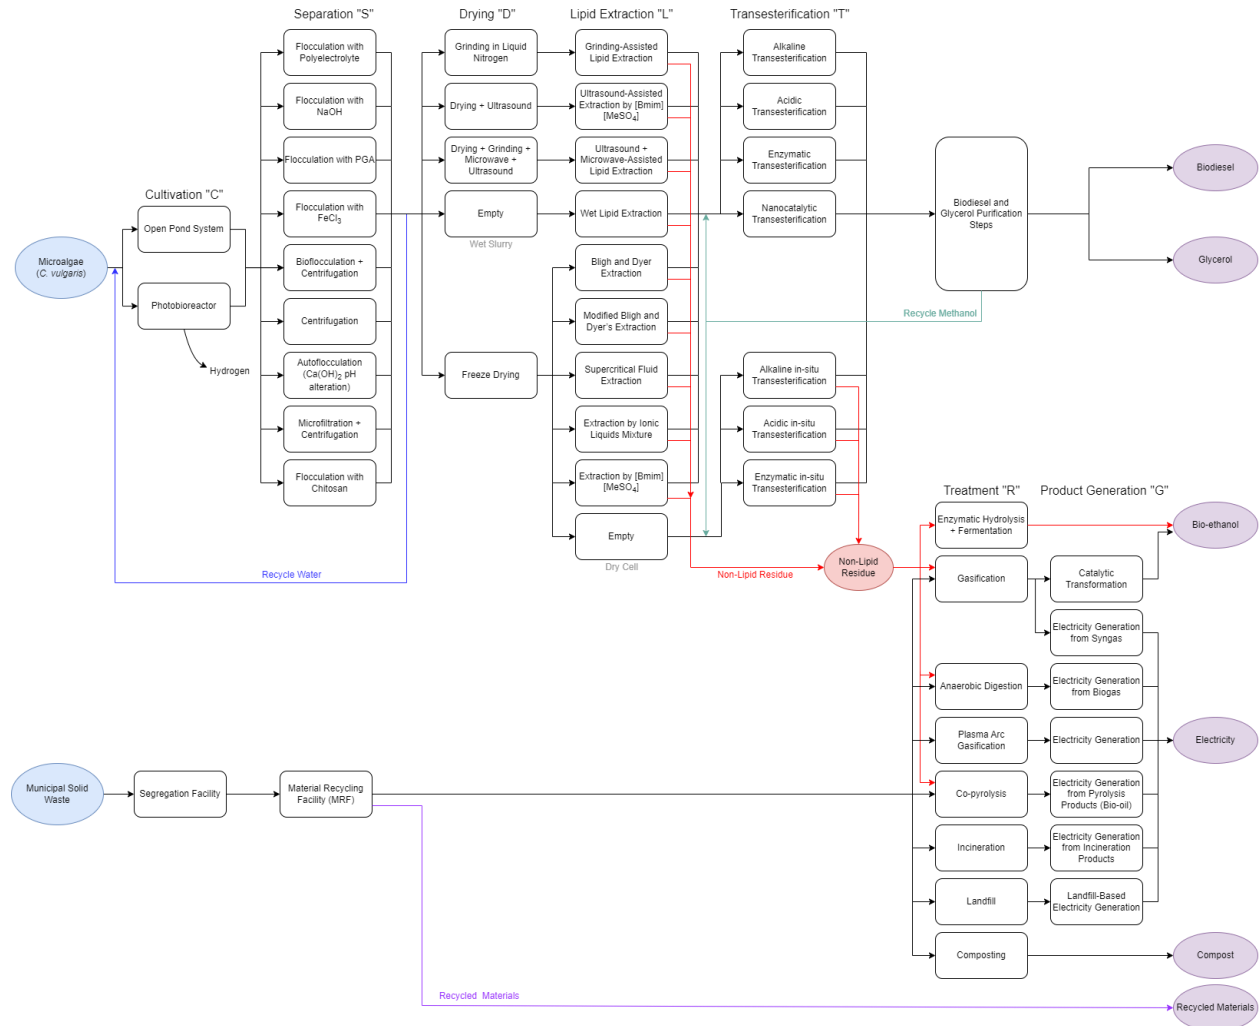 Separation "S"
Drying "D"
Lipid Extraction "L"
Transesterification "T"
Flocculation with
Polyelectrolyte
Grinding in Liquid
Nitrogen
Grinding-Assisted
Lipid Extraction
Alkaline
Transesterification
Flocculation with
NaOH
Drying + Ultrasound
Ultrasound-Assisted
Extraction by [Bmim]
[MeSO₄]
Acidic
Transesterification
Flocculation with PGA
Drying + Grinding +
Microwave +
Ultrasound
Ultrasound +
Microwave-Assisted
Lipid Extraction
Enzymatic
Transesterification
Biodiesel
Cultivation "C"
Open Pond System
Flocculation with
FeCl₃
Empty
Wet Slurry
Wet Lipid Extraction
Nanocatalytic
Transesterification
Biodiesel and
Glycerol Purification
Steps
Microalgae
(C. vulgaris)
Bioflocculation +
Centrifugation
Bligh and Dyer
Extraction
Glycerol
Photobioreactor
Centrifugation
Modified Bligh and
Dyer's Extraction
Recycle Methanol
Hydrogen
Autoflocculation
(Ca(OH)₂ pH
alteration)
Freeze Drying
Supercritical Fluid
Extraction
Alkaline in-situ
Transesterification
Microfiltration +
Centrifugation
Extraction by Ionic
Liquids Mixture
Acidic in-situ
Transesterification
Flocculation with
Chitosan
Extraction by [Bmim]
[MeSO₄]
Enzymatic in-situ
Transesterification
Treatment "R"
Product Generation "G"
Empty
Dry Cell
Enzymatic Hydrolysis
+ Fermentation
Bio-ethanol
Recycle Water
Non-Lipid Residue
Non-Lipid
Residue
Gasification
Catalytic
Transformation
Electricity Generation
from Syngas
Anaerobic Digestion
Electricity Generation
from Biogas
Plasma Arc
Gasification
Electricity Generation
Electricity
Municipal Solid
Waste
Segregation Facility
Material Recycling
Facility (MRF)
Co-pyrolysis
Electricity Generation
from Pyrolysis
Products (Bio-oil)
Incineration
Electricity Generation
from Incineration
Products
Landfill
Landfill-Based
Electricity Generation
Composting
Compost
Recycled Materials
Recycled Materials